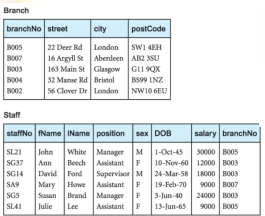 Branch
branchNo street city postCode
B005 22 Deer Rd London SW1 4EH
B007 16 Argyll St Aberdeen AB2 3SU
B003 163 Main St Glasgow G11 9QX
B004 32 Manse Rd Bristol BS99 1NZ
B002 56 Clover Dr London NW10 6EU
Staff
staffNo fName lName position sex DOB salary branchNo
SL21 John White Manager M 1-Oct-45 30000 B005
SG37 Ann Beech Assistant F 10-Nov-60 12000 B003
SG14 David Ford Supervisor M 24-Mar-58 18000 B003
SA9 Mary Howe Assistant F 19-Feb-70 9000 B007
SG5 Susan Brand Manager F 3-Jun-40 24000 B003
SL41 Julie Lee Assistant F 13-Jun-65 9000 B005